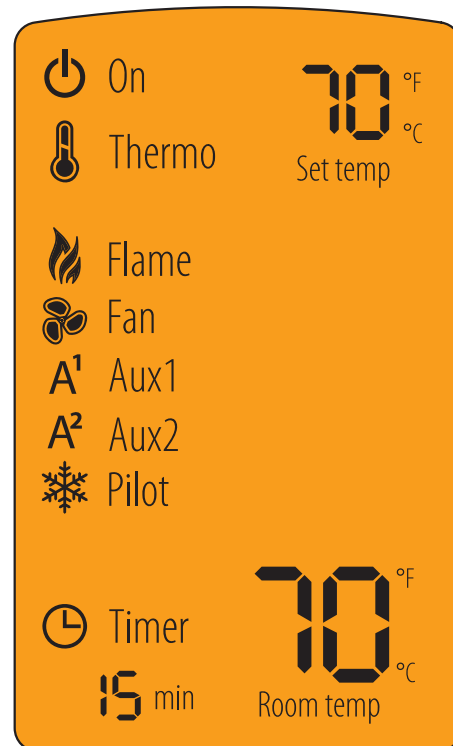 On
70 °F
°C
Thermo
Set temp
Flame
Fan
A¹ Aux1
A² Aux2
Pilot
70 °F
°C
Timer
15 min
Room temp